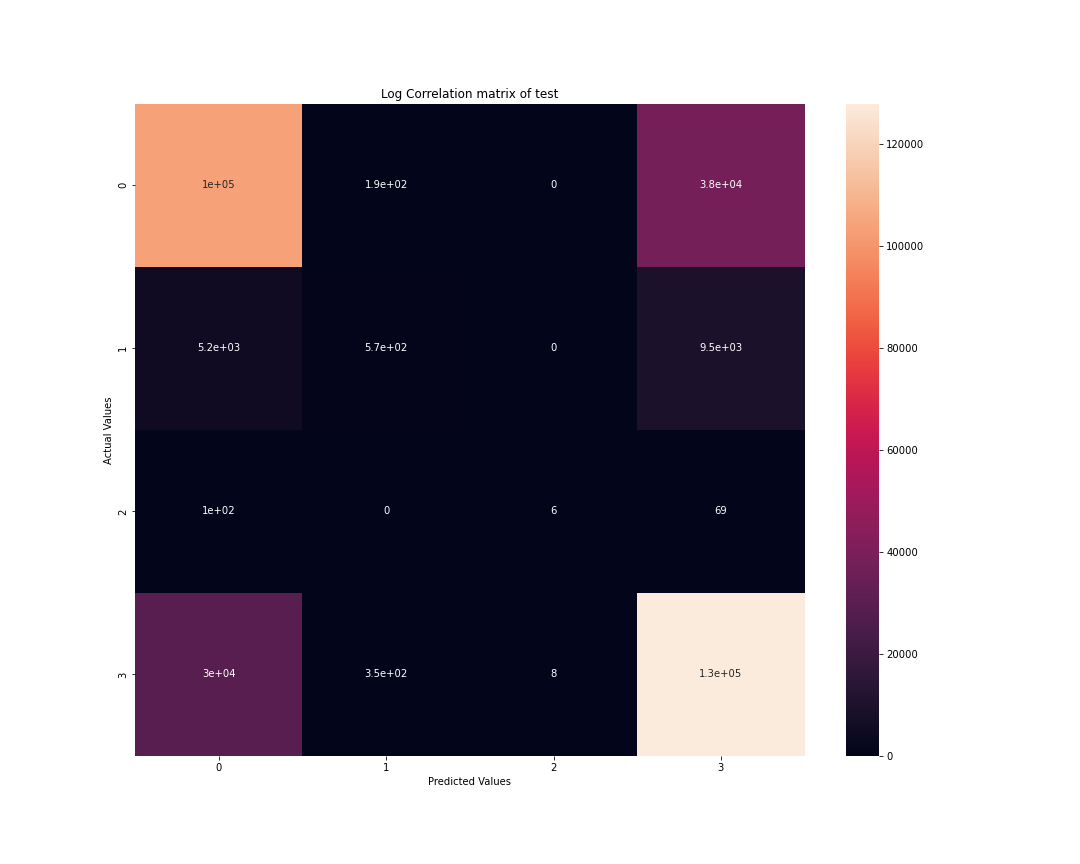 Log Correlation matrix of test
0 1e+05 1.9e+02 0 3.8e+04
1 5.2e+03 5.7e+02 0 9.5e+03
2 1e+02 0 6 69
3 3e+04 3.5e+02 8 1.3e+05
0 1 2 3
Predicted Values
Actual Values
120000
100000
80000
60000
40000
20000
0